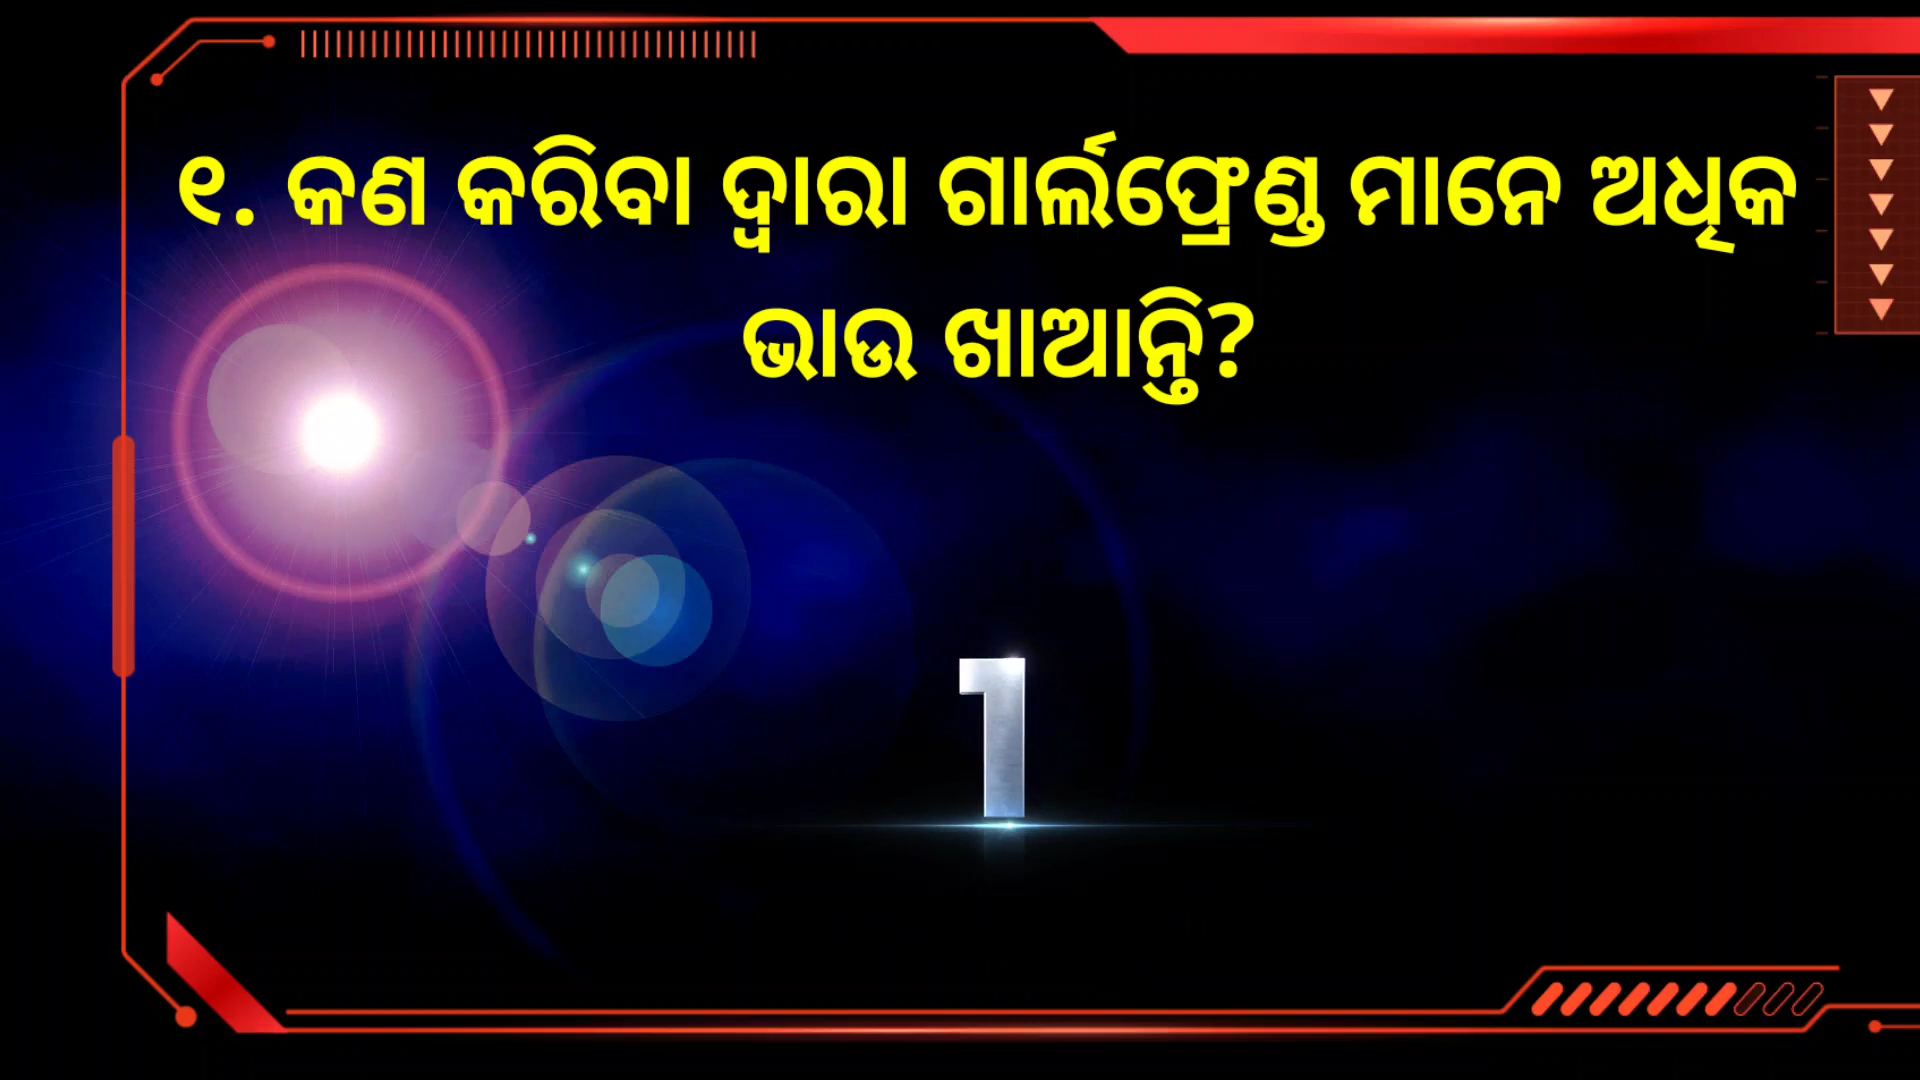 ୧. କଣ କରିବା ଦ୍ୱାରା ଗାର୍ଲଫ୍ରେଣ୍ଡ ମାନେ ଅଧିକ
ଭାଉ ଖାଆନ୍ତି?
1